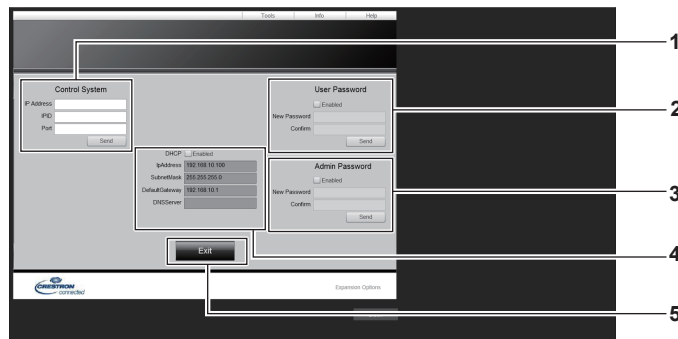 Tools Info Help
1
Control System
IP Address
IPID
Port
Send
User Password
Enabled
New Password
Confirm
Send
2
DHCP Enabled
IpAddress 192.168.10.100
SubnetMask 255.255.255.0
DefaultGateway 192.168.10.1
DNSServer
Admin Password
Enabled
New Password
Confirm
Send
3
4
Exit
CRESTRON
connected
Expansion Options
5